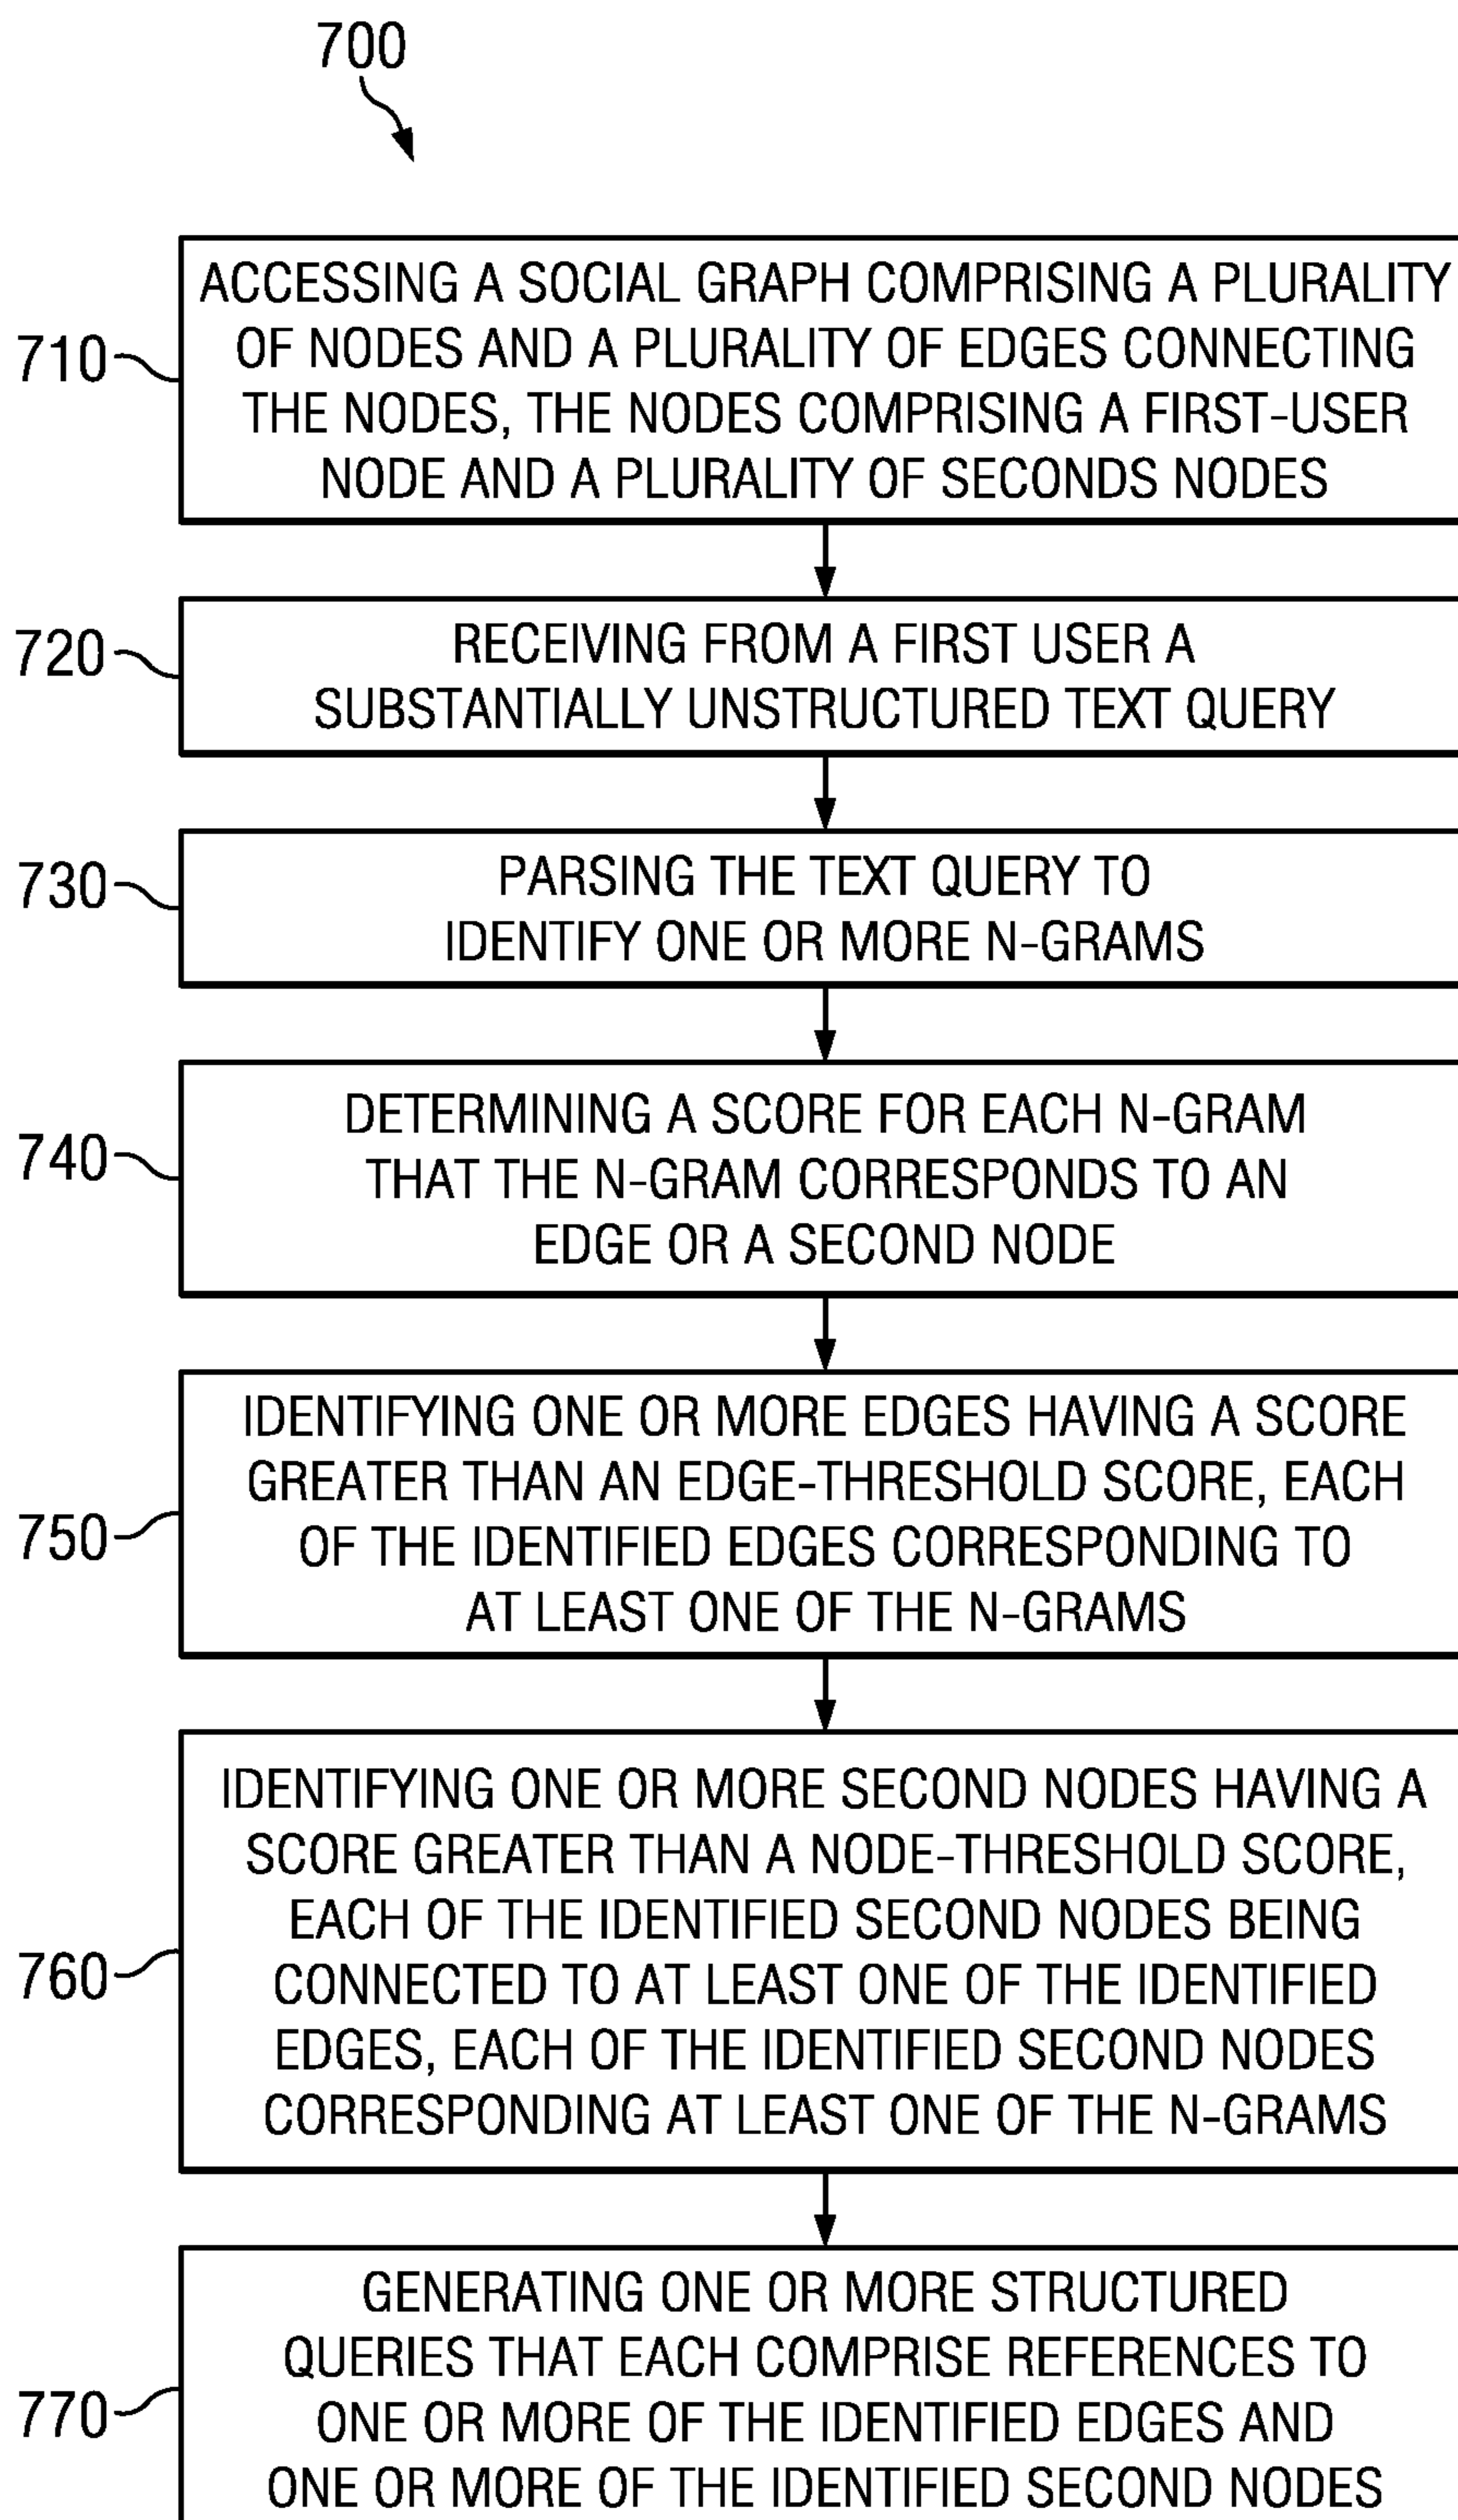 700
710
ACCESSING A SOCIAL GRAPH COMPRISING A PLURALITY
OF NODES AND A PLURALITY OF EDGES CONNECTING
THE NODES, THE NODES COMPRISING A FIRST-USER
NODE AND A PLURALITY OF SECONDS NODES
720
RECEIVING FROM A FIRST USER A
SUBSTANTIALLY UNSTRUCTURED TEXT QUERY
730
PARSING THE TEXT QUERY TO
IDENTIFY ONE OR MORE N-GRAMS
740
DETERMINING A SCORE FOR EACH N-GRAM
THAT THE N-GRAM CORRESPONDS TO AN
EDGE OR A SECOND NODE
750
IDENTIFYING ONE OR MORE EDGES HAVING A SCORE
GREATER THAN AN EDGE-THRESHOLD SCORE, EACH
OF THE IDENTIFIED EDGES CORRESPONDING TO
AT LEAST ONE OF THE N-GRAMS
760
IDENTIFYING ONE OR MORE SECOND NODES HAVING A
SCORE GREATER THAN A NODE-THRESHOLD SCORE,
EACH OF THE IDENTIFIED SECOND NODES BEING
CONNECTED TO AT LEAST ONE OF THE IDENTIFIED
EDGES, EACH OF THE IDENTIFIED SECOND NODES
CORRESPONDING AT LEAST ONE OF THE N-GRAMS
770
GENERATING ONE OR MORE STRUCTURED
QUERIES THAT EACH COMPRISE REFERENCES TO
ONE OR MORE OF THE IDENTIFIED EDGES AND
ONE OR MORE OF THE IDENTIFIED SECOND NODES